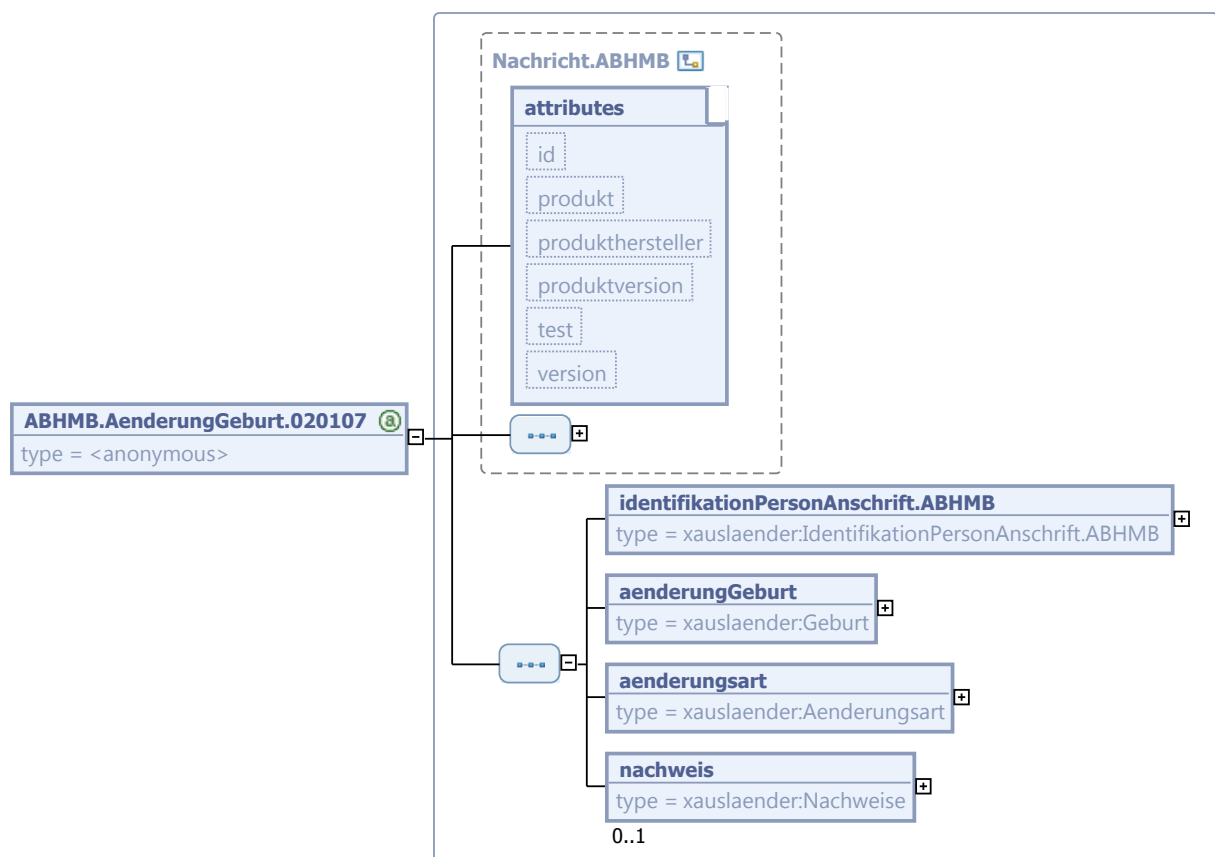 Nachricht.ABHMB
attributes
id
produkt
produkthersteller
produktversion
test
version
ABHMB.AenderungGeburt.020107 a
type = <anonymous>
identifikationPersonAnschrift.ABHMB
type = xauslaender:IdentifikationPersonAnschrift.ABHMB
aenderungGeburt
type = xauslaender:Geburt
aenderungsart
type = xauslaender:Aenderungsart
nachweis
type = xauslaender:Nachweise
0..1